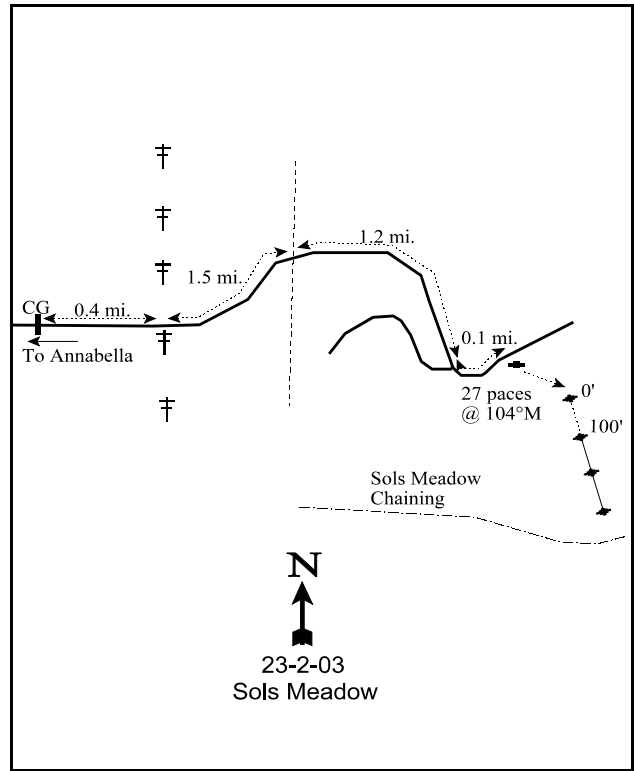 1.2 mi.
1.5 mi.
CG
0.4 mi.
To Annabella
0.1 mi.
27 paces
@ 104°M
0'
100'
Sols Meadow
Chaining
N
23-2-03
Sols Meadow